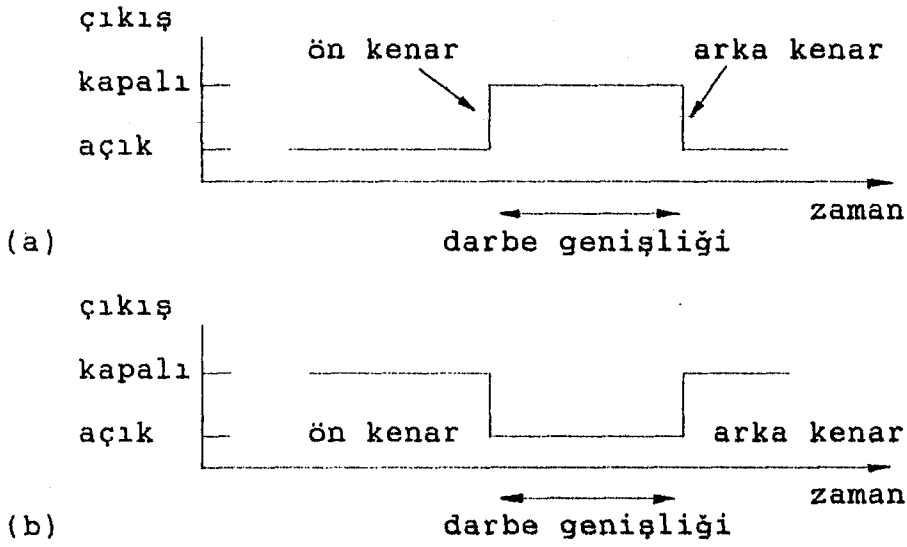 çıkış
ön kenar
arka kenar
kapalı
açık
zaman
(a)
darbe genişliği
çıkış
kapalı
açık
ön kenar
arka kenar
zaman
(b)
darbe genişliği